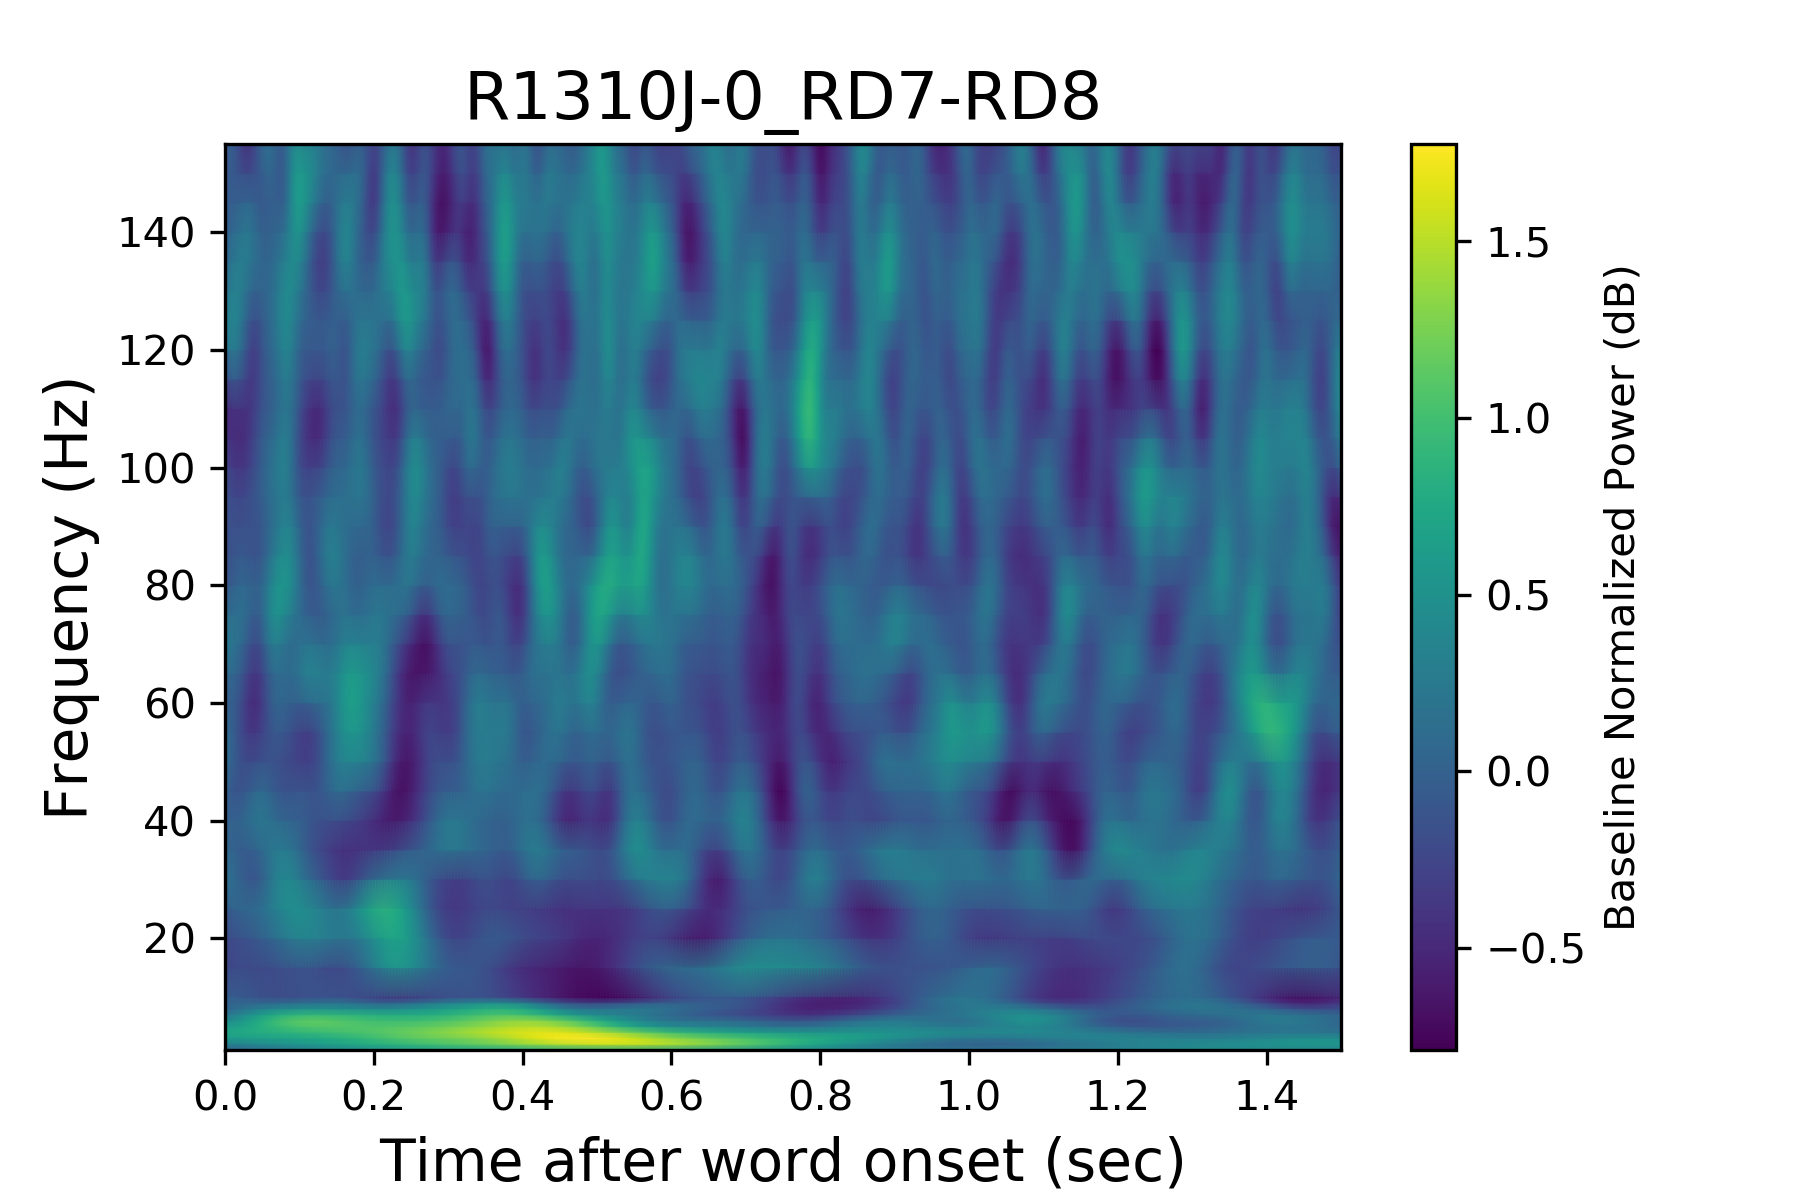 R1310J-0_RD7-RD8
140
120
100
80
60
40
20
Frequency (Hz)
0.0 0.2 0.4 0.6 0.8 1.0 1.2 1.4
Time after word onset (sec)
1.5
1.0
0.5
0.0
−0.5
Baseline Normalized Power (dB)